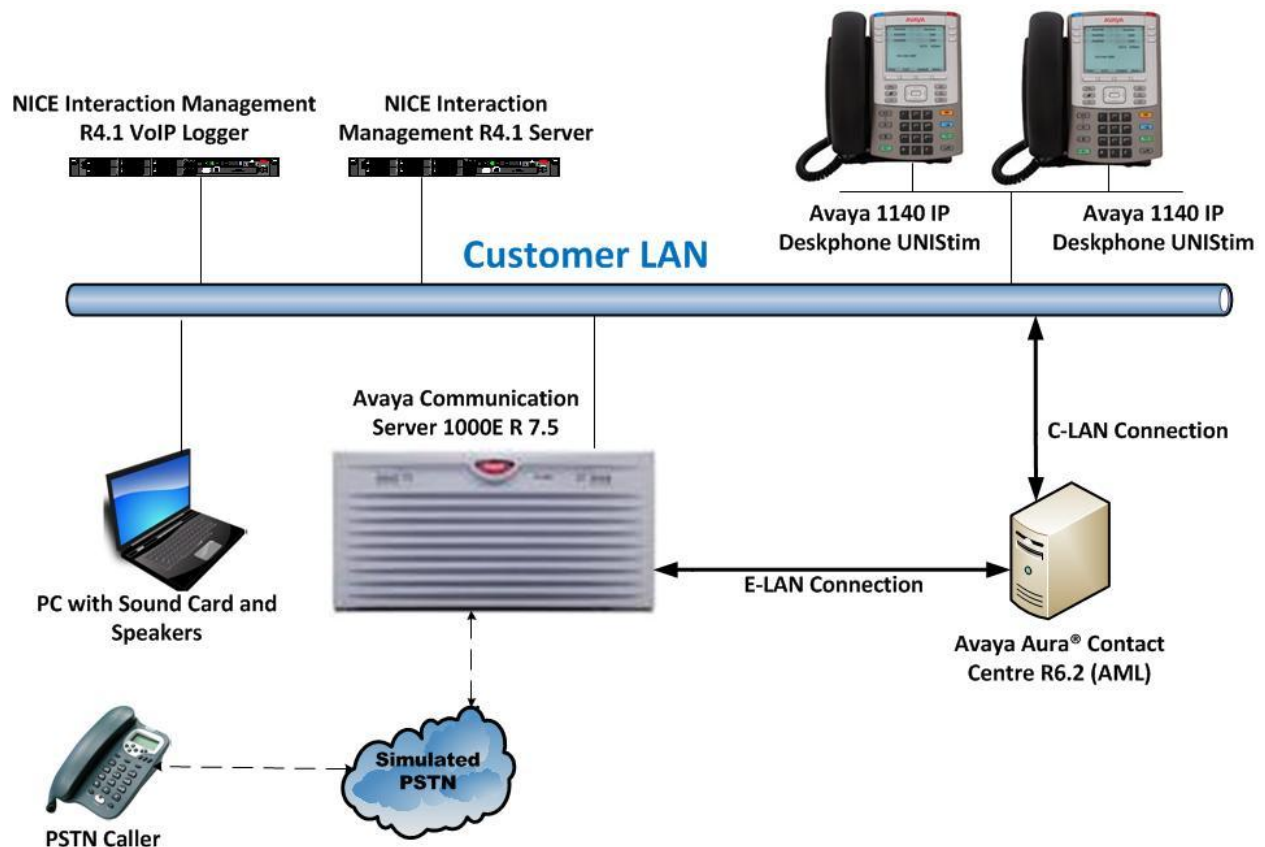 NICE Interaction Management
R4.1 VoIP Logger
NICE Interaction
Management R4.1 Server
AVAYA
AVAYA
Avaya 1140 IP
Deskphone UNIStim
Avaya 1140 IP
Deskphone UNIStim
Customer LAN
Avaya Communication
Server 1000E R 7.5
C-LAN Connection
E-LAN Connection
PC with Sound Card and
Speakers
Avaya Aura® Contact
Centre R6.2 (AML)
Simulated
PSTN
PSTN Caller